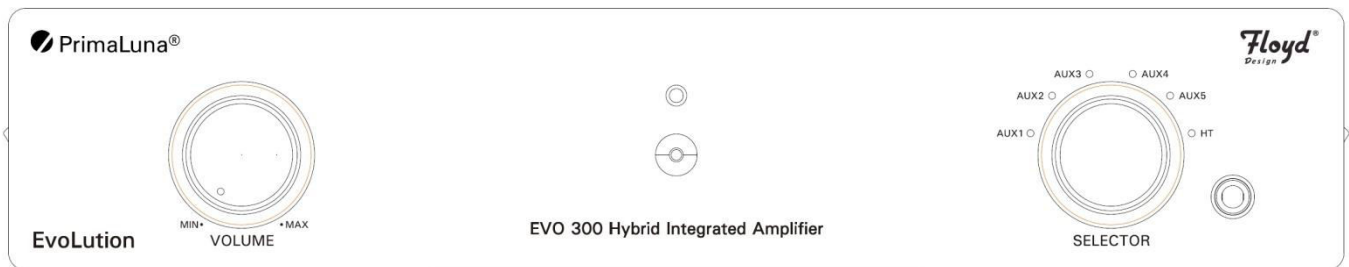 PrimaLuna®
Floyd®
Design
AUX3
AUX4
AUX2
AUX5
AUX1
HT
MIN
MAX
VOLUME
EvoLution
EVO 300 Hybrid Integrated Amplifier
SELECTOR